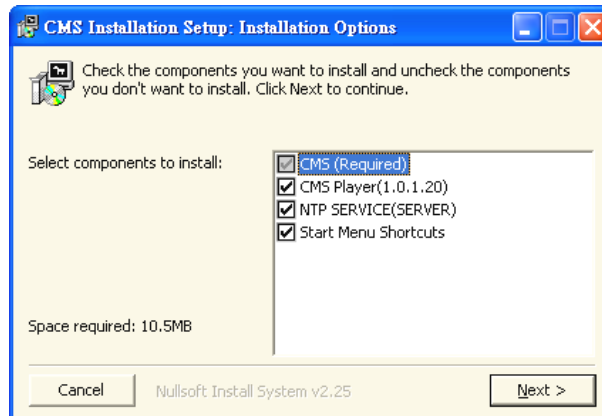 CMS Installation Setup: Installation Options
Check the components you want to install and uncheck the components
you don't want to install. Click Next to continue.
Select components to install:
CMS (Required)
CMS Player(1.0.1.20)
NTP SERVICE(SERVER)
Start Menu Shortcuts
Space required: 10.5MB
Cancel
Nullsoft Install System v2.25
Next >